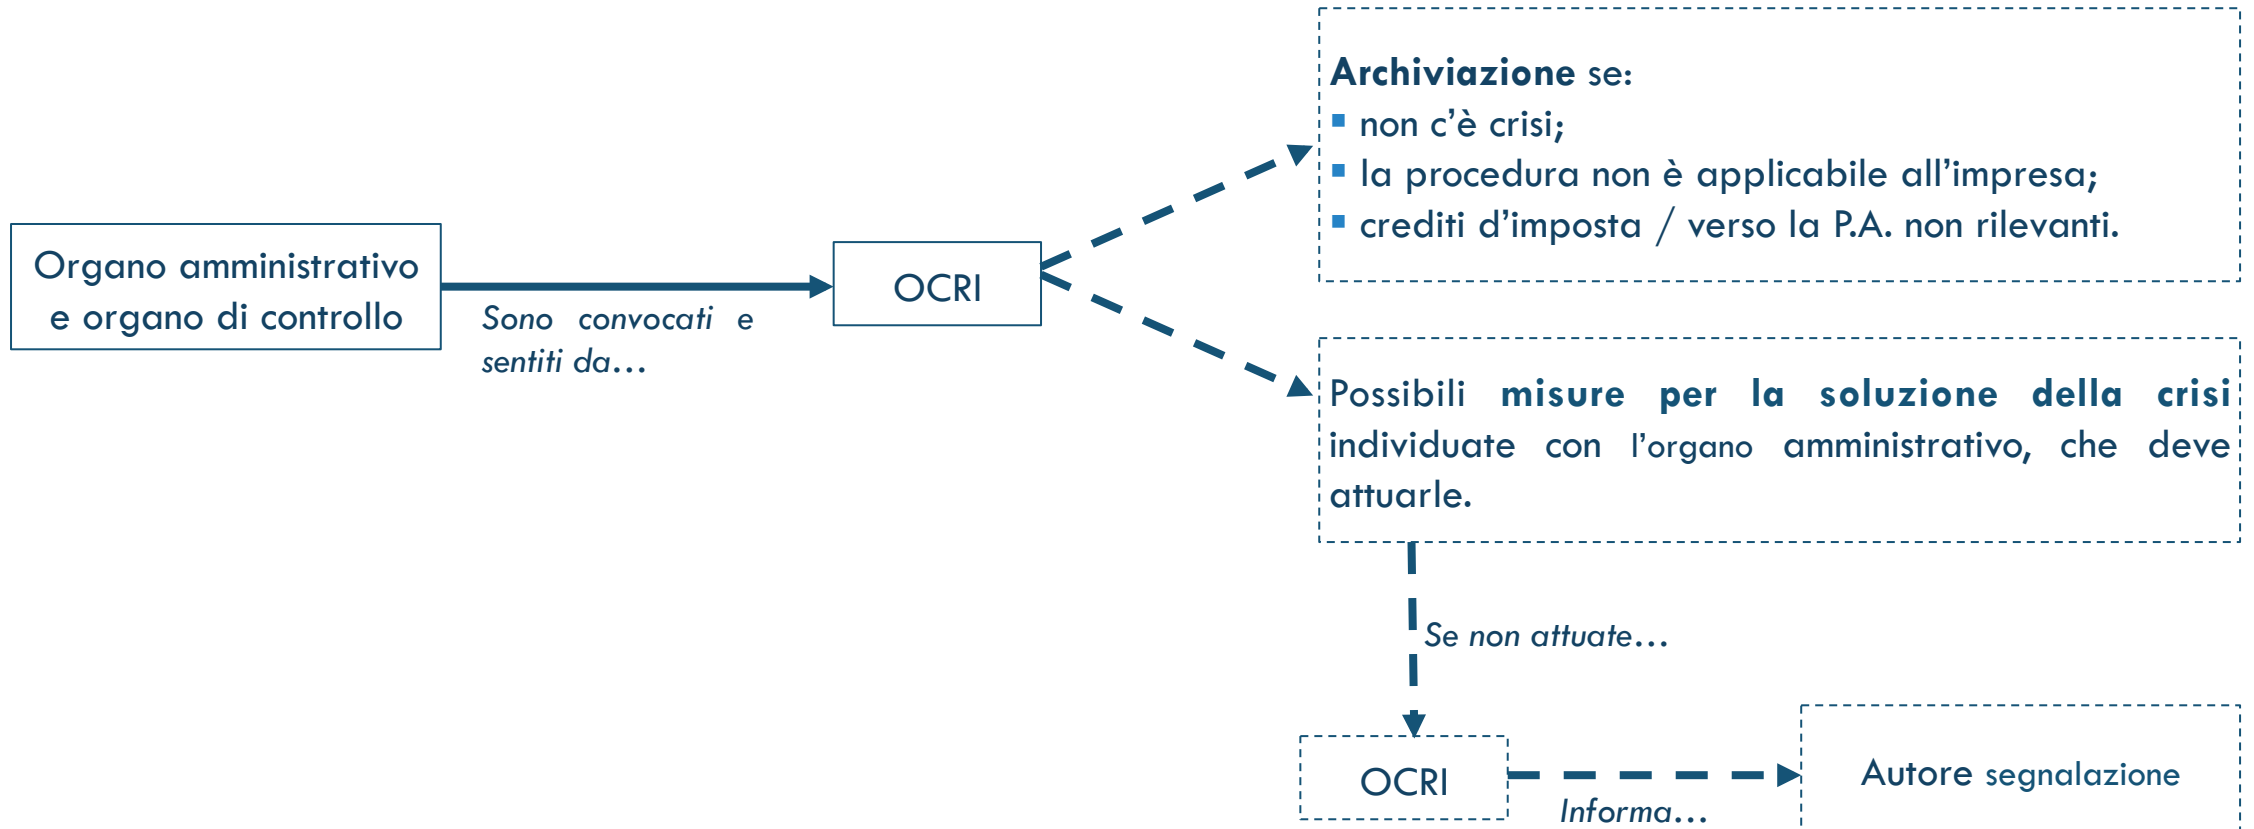 Archiviazione se:
▪ non c’è crisi;
▪ la procedura non è applicabile all’impresa;
▪ crediti d’imposta / verso la P.A. non rilevanti.
Organo amministrativo
e organo di controllo
Sono convocati e
sentiti da…
OCRI
Possibili misure per la soluzione della crisi
individuate con l’organo amministrativo, che deve
attuarle.
Se non attuate…
OCRI
Informa…
Autore segnalazione